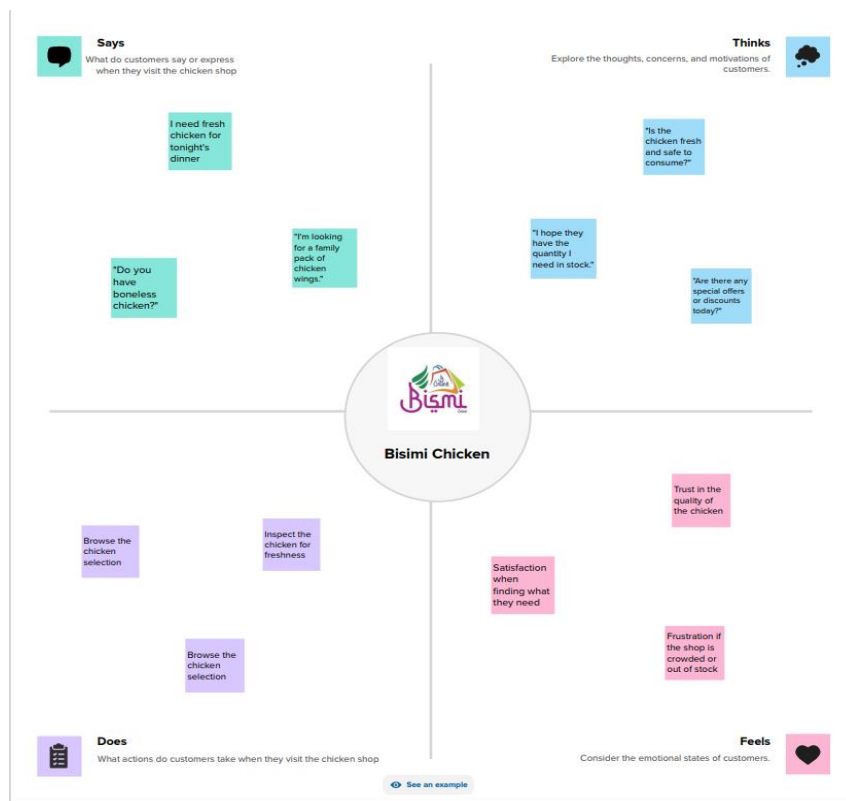 Says
What do customers say or express
when they visit the chicken shop
Thinks
Explore the thoughts, concerns, and motivations of
customers.
I need fresh
chicken for
tonight's
dinner
"I'm looking
for a family
pack of
chicken
wings."
"Do you
have
boneless
chicken?"
"Is the
chicken fresh
and safe to
consume?"
"I hope they
have the
quantity I
need in stock."
"Are there any
special offers
or discounts
today?"
Bismi
Bisimi Chicken
Browse the
chicken
selection
Inspect the
chicken for
freshness
Browse the
chicken
selection
Trust in the
quality of
the chicken
Satisfaction
when
finding what
they need
Frustration if
the shop is
crowded or
out of stock
Does
What actions do customers take when they visit the chicken shop
Feels
Consider the emotional states of customers.
See an example